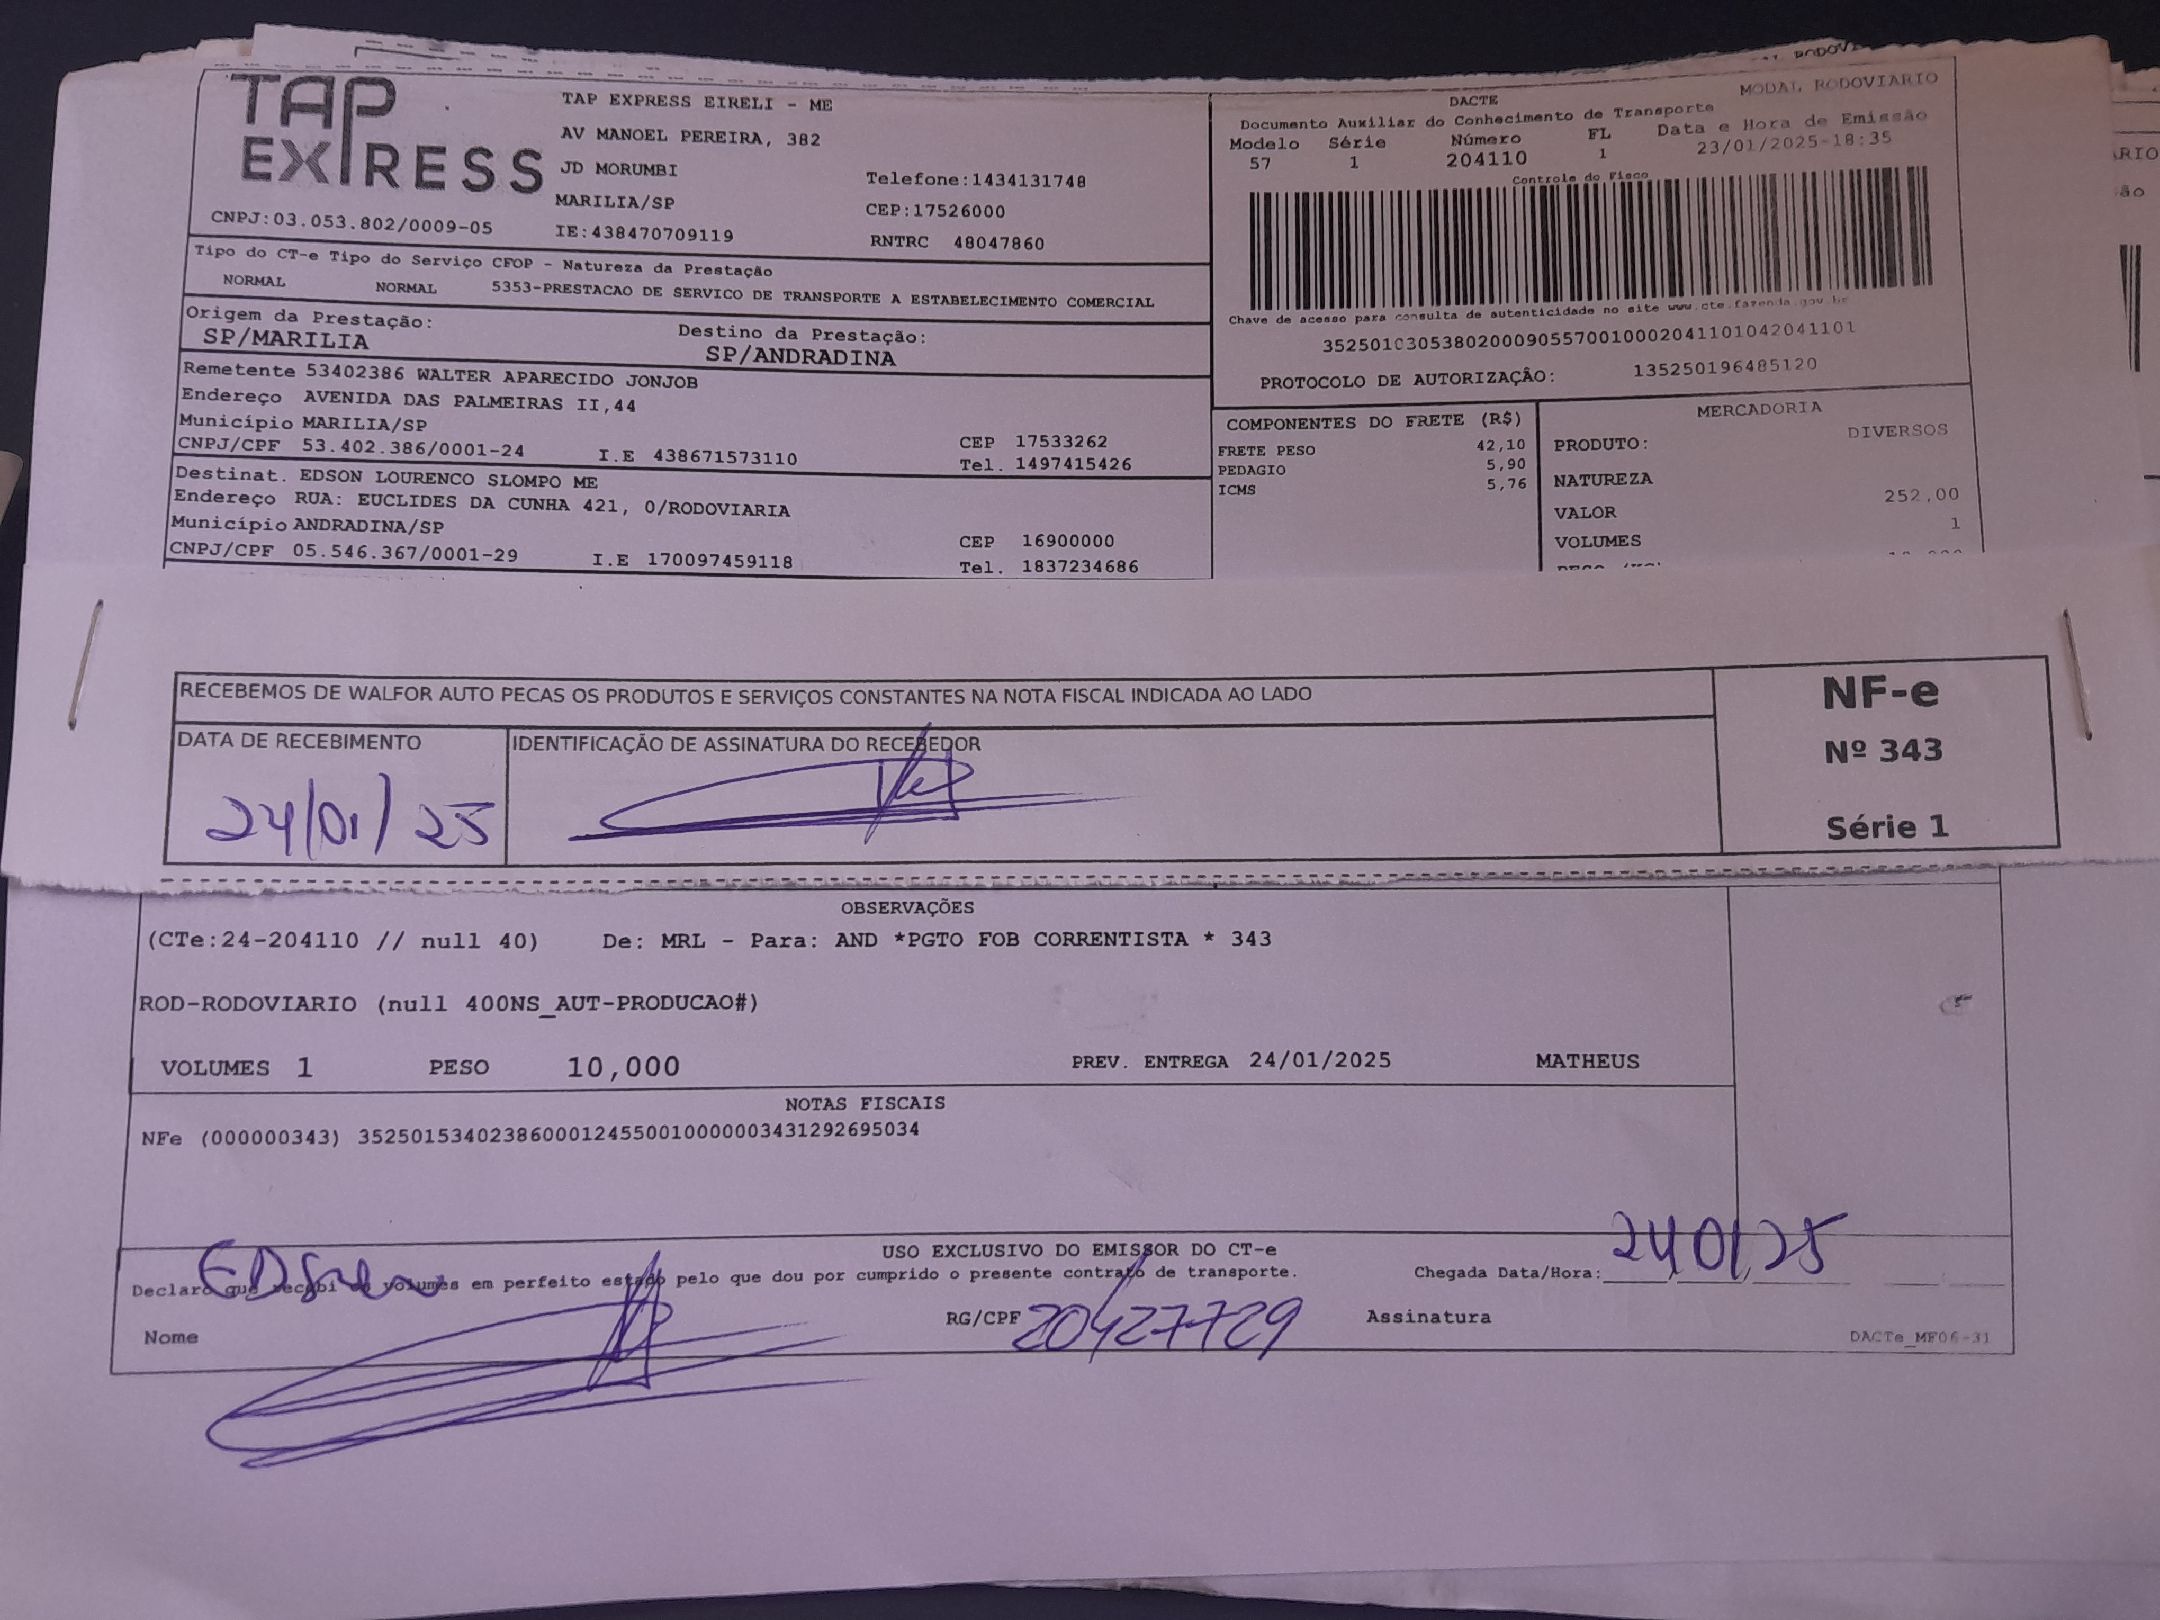 TAP EXPRESS
TAP EXPRESS EIRELI - ME
AV MANOEL PEREIRA, 382
JD MORUMBI
Telefone:1434131748
MARILIA/SP
CEP:17526000
CNPJ:03.053.802/0009-05
IE:438470709119
RNTRC 48047860
MODAL RODOVIARIO
DACTE
Documento Auxiliar do Conhecimento de Transporte
Modelo Série Número FL Data e Hora de Emissão
57 1 204110 1 23/01/2025-18:35
Controle do Fisco
Tipo do CT-e Tipo do Serviço CFOP - Natureza da Prestação
NORMAL NORMAL 5353-PRESTACAO DE SERVICO DE TRANSPORTE A ESTABELECIMENTO COMERCIAL
Chave de acesso para consulta de autenticidade no site www.cte.fazenda.gov.br
35250103053802000905570010002041101042041101
PROTOCOLO DE AUTORIZAÇÃO: 135250196485120
Origem da Prestação: Destino da Prestação:
SP/MARILIA SP/ANDRADINA
Remetente 53402386 WALTER APARECIDO JONJOB
Endereço AVENIDA DAS PALMEIRAS II,44
Município MARILIA/SP
CEP 17533262
CNPJ/CPF 53.402.386/0001-24 I.E 438671573110 Tel. 1497415426
Destinat. EDSON LOURENCO SLOMPO ME
Endereço RUA: EUCLIDES DA CUNHA 421, 0/RODOVIARIA
Município ANDRADINA/SP
CEP 16900000
CNPJ/CPF 05.546.367/0001-29 I.E 170097459118 Tel. 1837234686
COMPONENTES DO FRETE (R$)
FRETE PESO 42,10
PEDAGIO 5,90
ICMS 5,76
MERCADORIA
PRODUTO: DIVERSOS
NATUREZA
VALOR 252,00
VOLUMES 1
RECEBEMOS DE WALFOR AUTO PECAS OS PRODUTOS E SERVIÇOS CONSTANTES NA NOTA FISCAL INDICADA AO LADO
DATA DE RECEBIMENTO
IDENTIFICAÇÃO DE ASSINATURA DO RECEBEDOR
24/01/25
NF-e
Nº 343
Série 1
OBSERVAÇÕES
(CTe:24-204110 // null 40) De: MRL - Para: AND *PGTO FOB CORRENTISTA * 343
ROD-RODOVIARIO (null 400NS_AUT-PRODUCAO#)
VOLUMES 1 PESO 10,000 PREV. ENTREGA 24/01/2025 MATHEUS
NOTAS FISCAIS
NFe (000000343) 35250153402386000124550010000003431292695034
USO EXCLUSIVO DO EMISSOR DO CT-e
Declaro que recebi os volumes em perfeito estado pelo que dou por cumprido o presente contrato de transporte.
Chegada Data/Hora: 24 01 25
Nome EDson
RG/CPF 20427729
Assinatura
DACTe_MF06-31